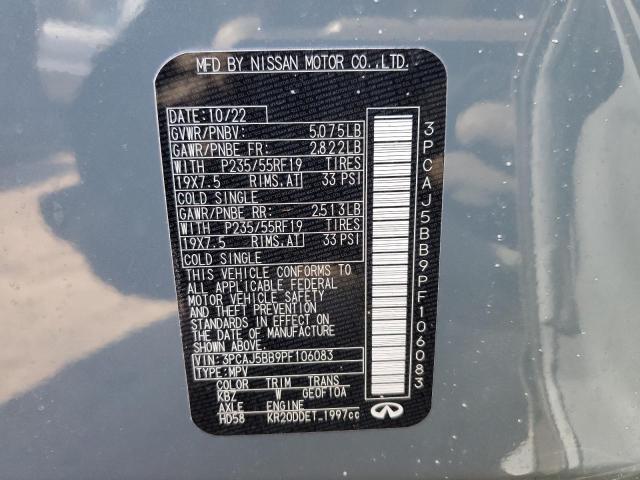 MFD BY NISSAN MOTOR CO.,LTD.
DATE: 10/22
GVWR/PNBV: 5,075LB
GAWR/PNBE FR: 2822LB
WITH P235/55RF19 TIRES
19X7.5 RIMS.AT 33 PSI
COLD SINGLE
GAWR/PNBE RR: 2513LB
WITH P235/55RF19 TIRES
19X7.5 RIMS.AT 33 PSI
COLD SINGLE
THIS VEHICLE CONFORMS TO
ALL APPLICABLE FEDERAL
MOTOR VEHICLE SAFETY
AND THEFT PREVENTION
STANDARDS IN EFFECT ON
THE DATE OF MANUFACTURE
SHOWN ABOVE.
VIN: 3PCAJ5BB9PF106083
TYPE: MPV
COLOR TRIM TRANS
KBZ W GE0F10A
AXLE ENGINE
HD58 KR20DDET 1997cc
3PCAJ5BB9PF106083